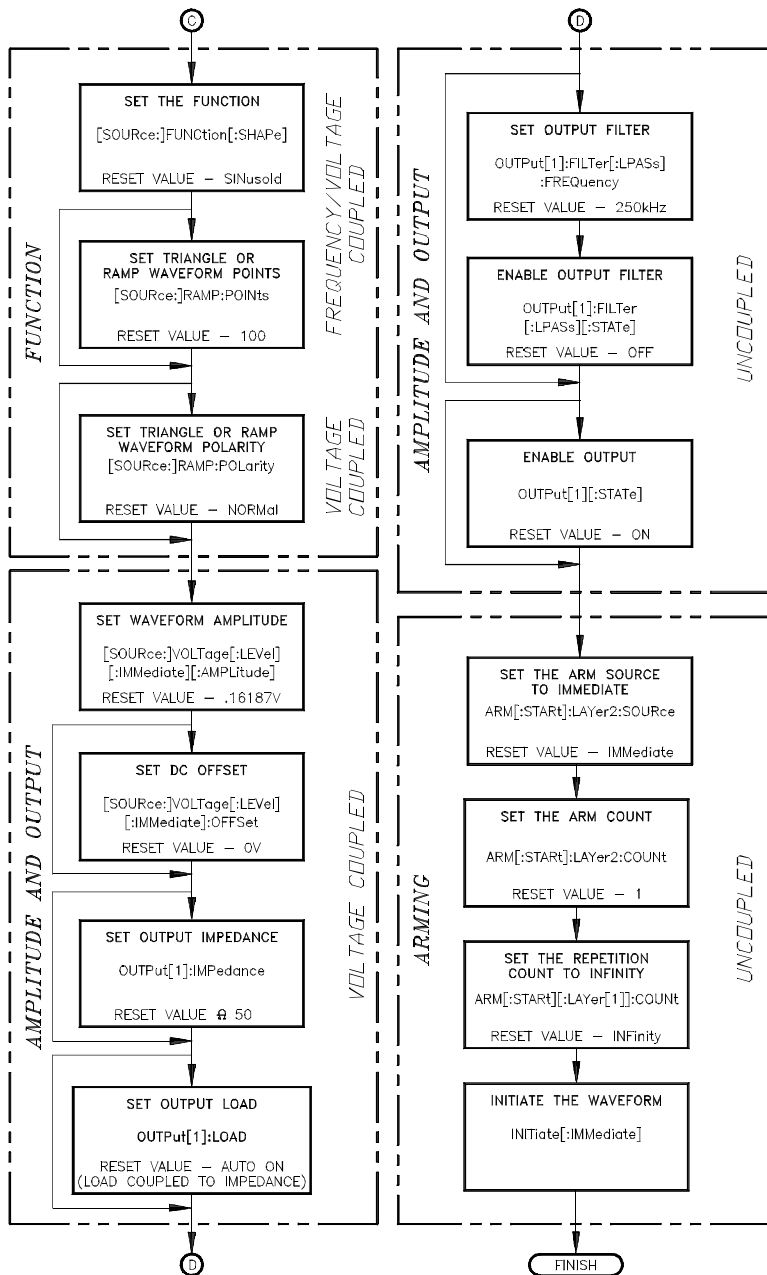 C
SET THE FUNCTION
[SOURce:]FUNCtion[:SHAPe]
RESET VALUE – SINusoId
SET TRIANGLE OR
RAMP WAVEFORM POINTS
[SOURce:]RAMP:POINts
RESET VALUE – 100
SET TRIANGLE OR RAMP
WAVEFORM POLARITY
[SOURce:]RAMP:POLarity
RESET VALUE – NORMal
FUNCTION
FREQUENCY/VOLTAGE
COUPLED
VOLTAGE
COUPLED
SET WAVEFORM AMPLITUDE
[SOURce:]VOLTage[:LEVel]
[:IMMediate][:AMPLitude]
RESET VALUE – .16187V
SET DC OFFSET
[SOURce:]VOLTage[:LEVel]
[:IMMediate]:OFFSet
RESET VALUE – 0V
SET OUTPUT IMPEDANCE
OUTPut[1]:IMPedance
RESET VALUE Ω 50
SET OUTPUT LOAD
OUTPut[1]:LOAD
RESET VALUE – AUTO ON
(LOAD COUPLED TO IMPEDANCE)
AMPLITUDE AND OUTPUT
VOLTAGE COUPLED
D
D
SET OUTPUT FILTER
OUTPut[1]:FILTer[:LPASs]
:FREQuency
RESET VALUE – 250kHz
ENABLE OUTPUT FILTER
OUTPut[1]:FILTer
[:LPASs][:STATe]
RESET VALUE – OFF
ENABLE OUTPUT
OUTPut[1][:STATe]
RESET VALUE – ON
AMPLITUDE AND OUTPUT
UNCOUPLED
SET THE ARM SOURCE
TO IMMEDIATE
ARM[:STARt]:LAYer2:SOURce
RESET VALUE – IMMediate
SET THE ARM COUNT
ARM[:STARt]:LAYer2:COUNt
RESET VALUE – 1
SET THE REPETITION
COUNT TO INFINITY
ARM[:STARt][:LAYer[1]]:COUNt
RESET VALUE – INFinity
INITIATE THE WAVEFORM
INITiate[:IMMediate]
ARMING
UNCOUPLED
FINISH